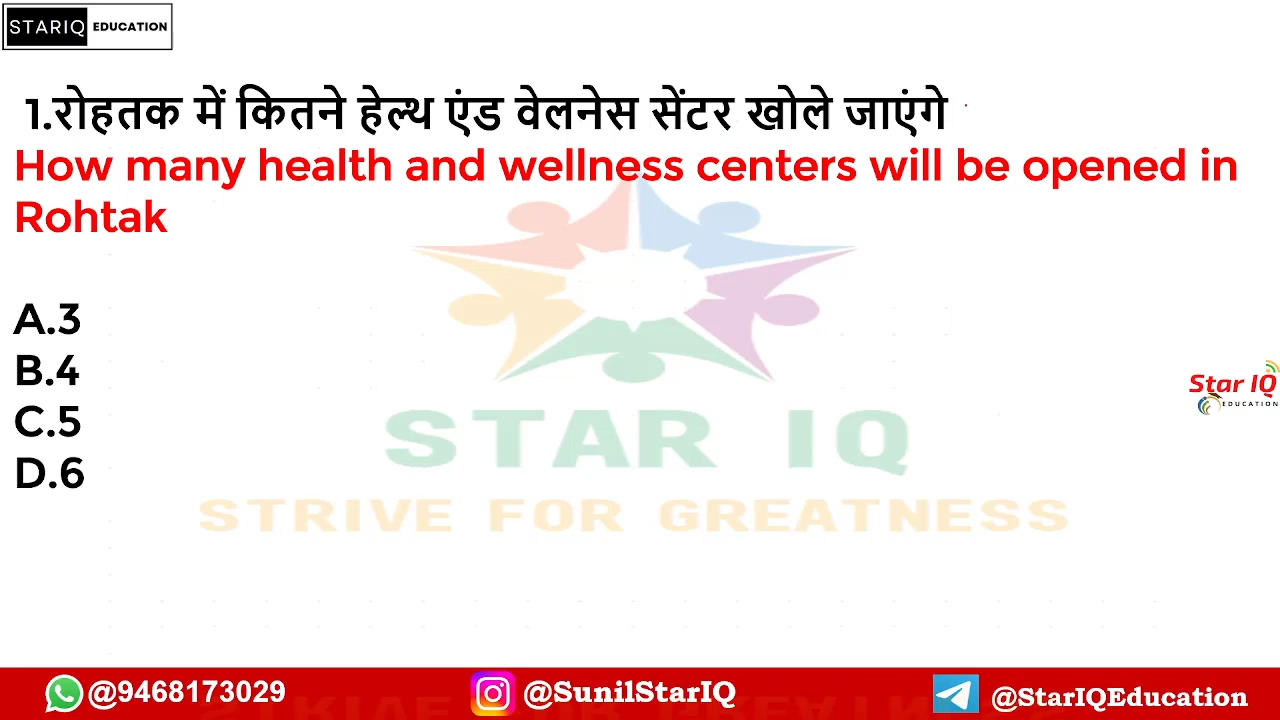 STARIQ EDUCATION
1.रोहतक में कितने हेल्थ एंड वेलनेस सेंटर खोले जाएंगे
How many health and wellness centers will be opened in
Rohtak
A.3
B.4
C.5
D.6
Star IQ
EDUCATION
STAR IQ
STRIVE FOR GREATNESS
@9468173029 @SunilStarIQ @StarIQEducation